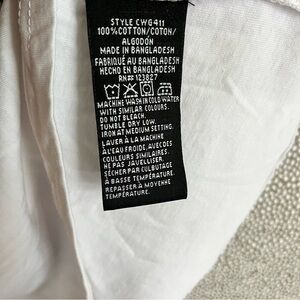 STYLE CWG411
100%COTTON/COTON/
ALGODÓN
MADE IN BANGLADESH
FABRIQUÉ AU BANGLADESH
HECHO EN BANGLADESH
RN# 123827
MACHINE WASH IN COLD WATER
WITH SIMILAR COLOURS.
DO NOT BLEACH.
TUMBLE DRY LOW.
IRON AT MEDIUM SETTING.
LAVER À LA MACHINE
À L'EAU FROIDE, AVEC DES
COULEURS SIMILAIRES.
NE PAS JAVELLISER.
SÉCHER PAR CULBUTAGE
À BASSE TEMPÉRATURE.
REPASSER À MOYENNE
TEMPÉRATURE.